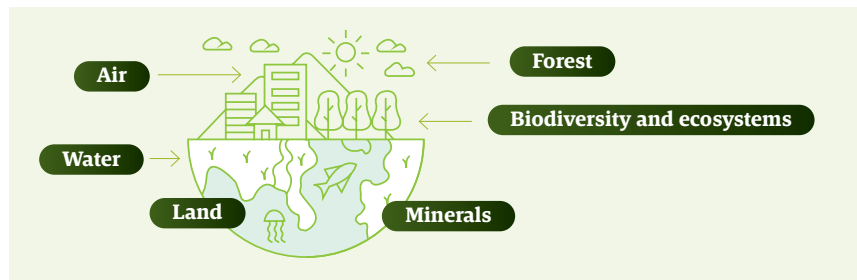 Air
Forest
Biodiversity and ecosystems
Water
Land
Minerals